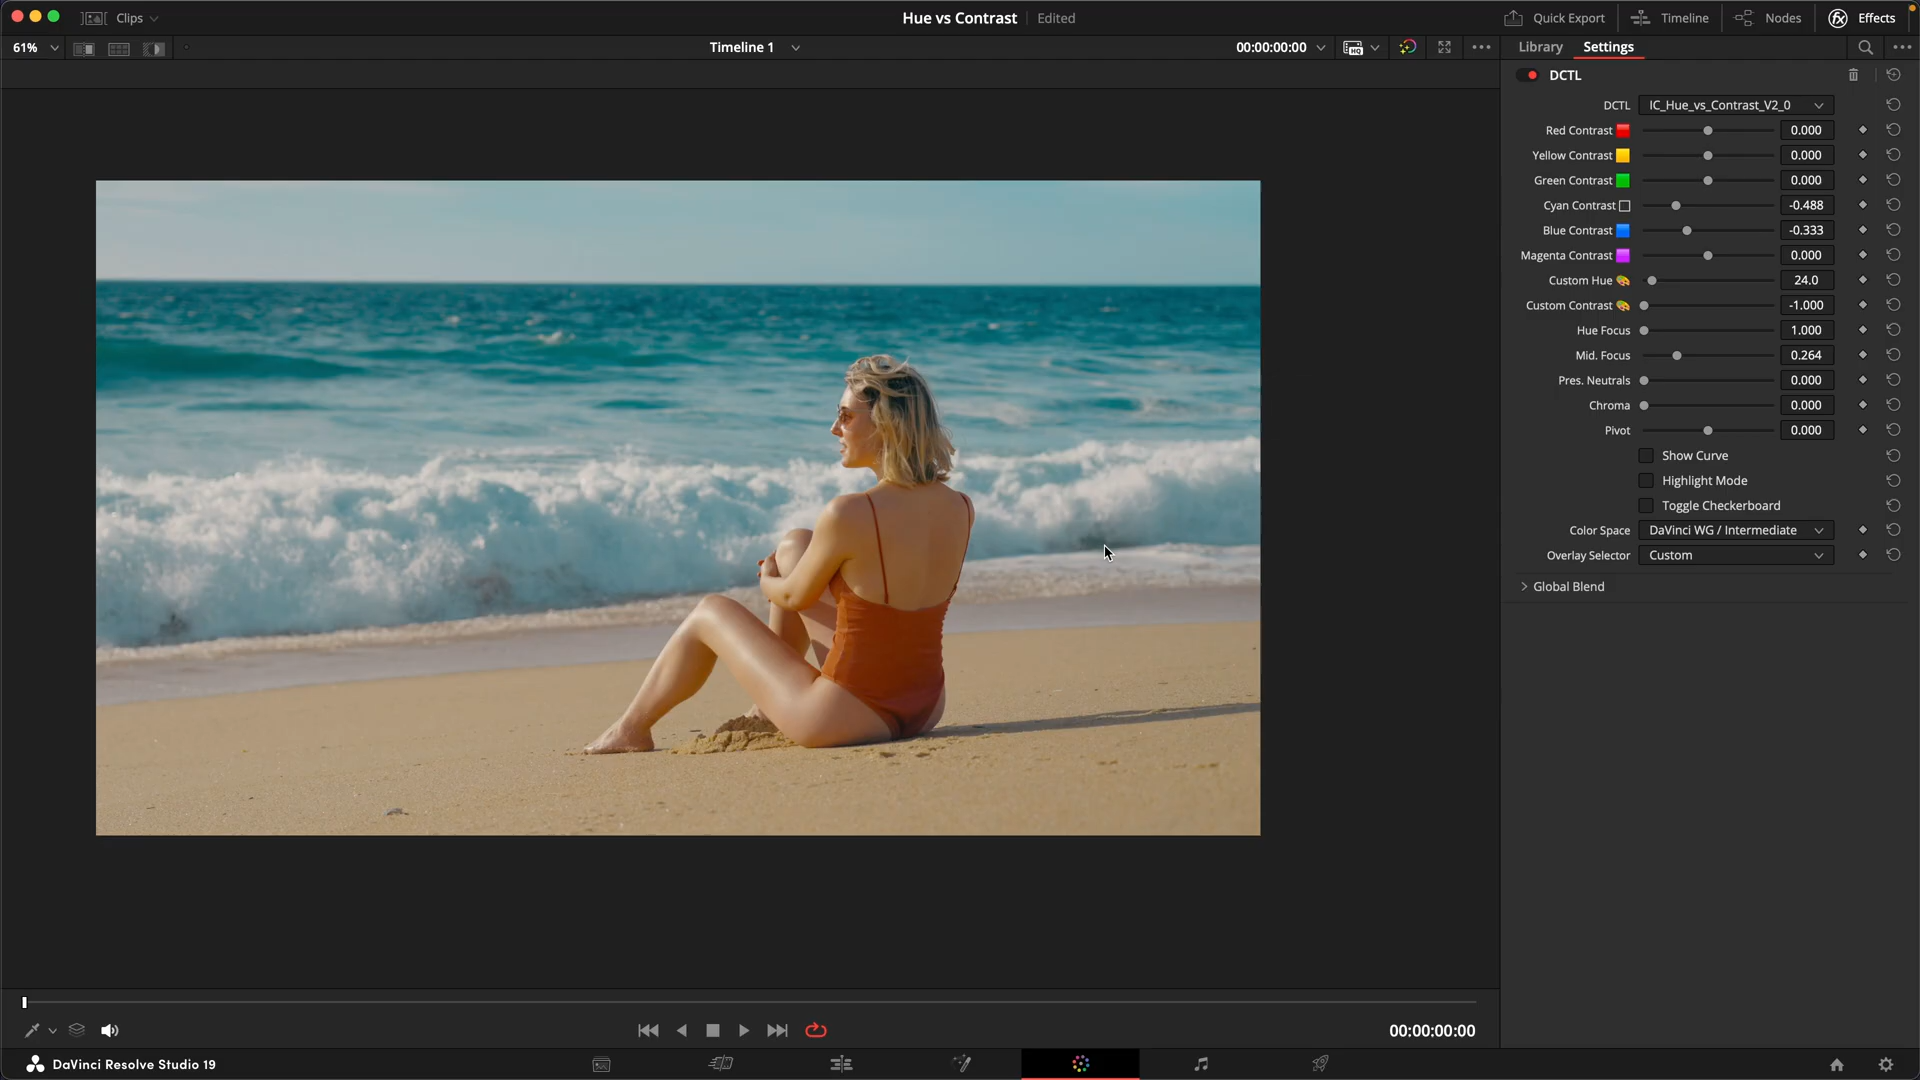 Clips
Hue vs Contrast Edited
Quick Export Timeline Nodes Effects
61% Timeline 1 00:00:00:00 HQ
Library Settings
DCTL
DCTL IC_Hue_vs_Contrast_V2_0
Red Contrast 0.000
Yellow Contrast 0.000
Green Contrast 0.000
Cyan Contrast -0.488
Blue Contrast -0.333
Magenta Contrast 0.000
Custom Hue 24.0
Custom Contrast -1.000
Hue Focus 1.000
Mid. Focus 0.264
Pres. Neutrals 0.000
Chroma 0.000
Pivot 0.000
Show Curve
Highlight Mode
Toggle Checkerboard
Color Space DaVinci WG / Intermediate
Overlay Selector Custom
Global Blend
00:00:00:00
DaVinci Resolve Studio 19